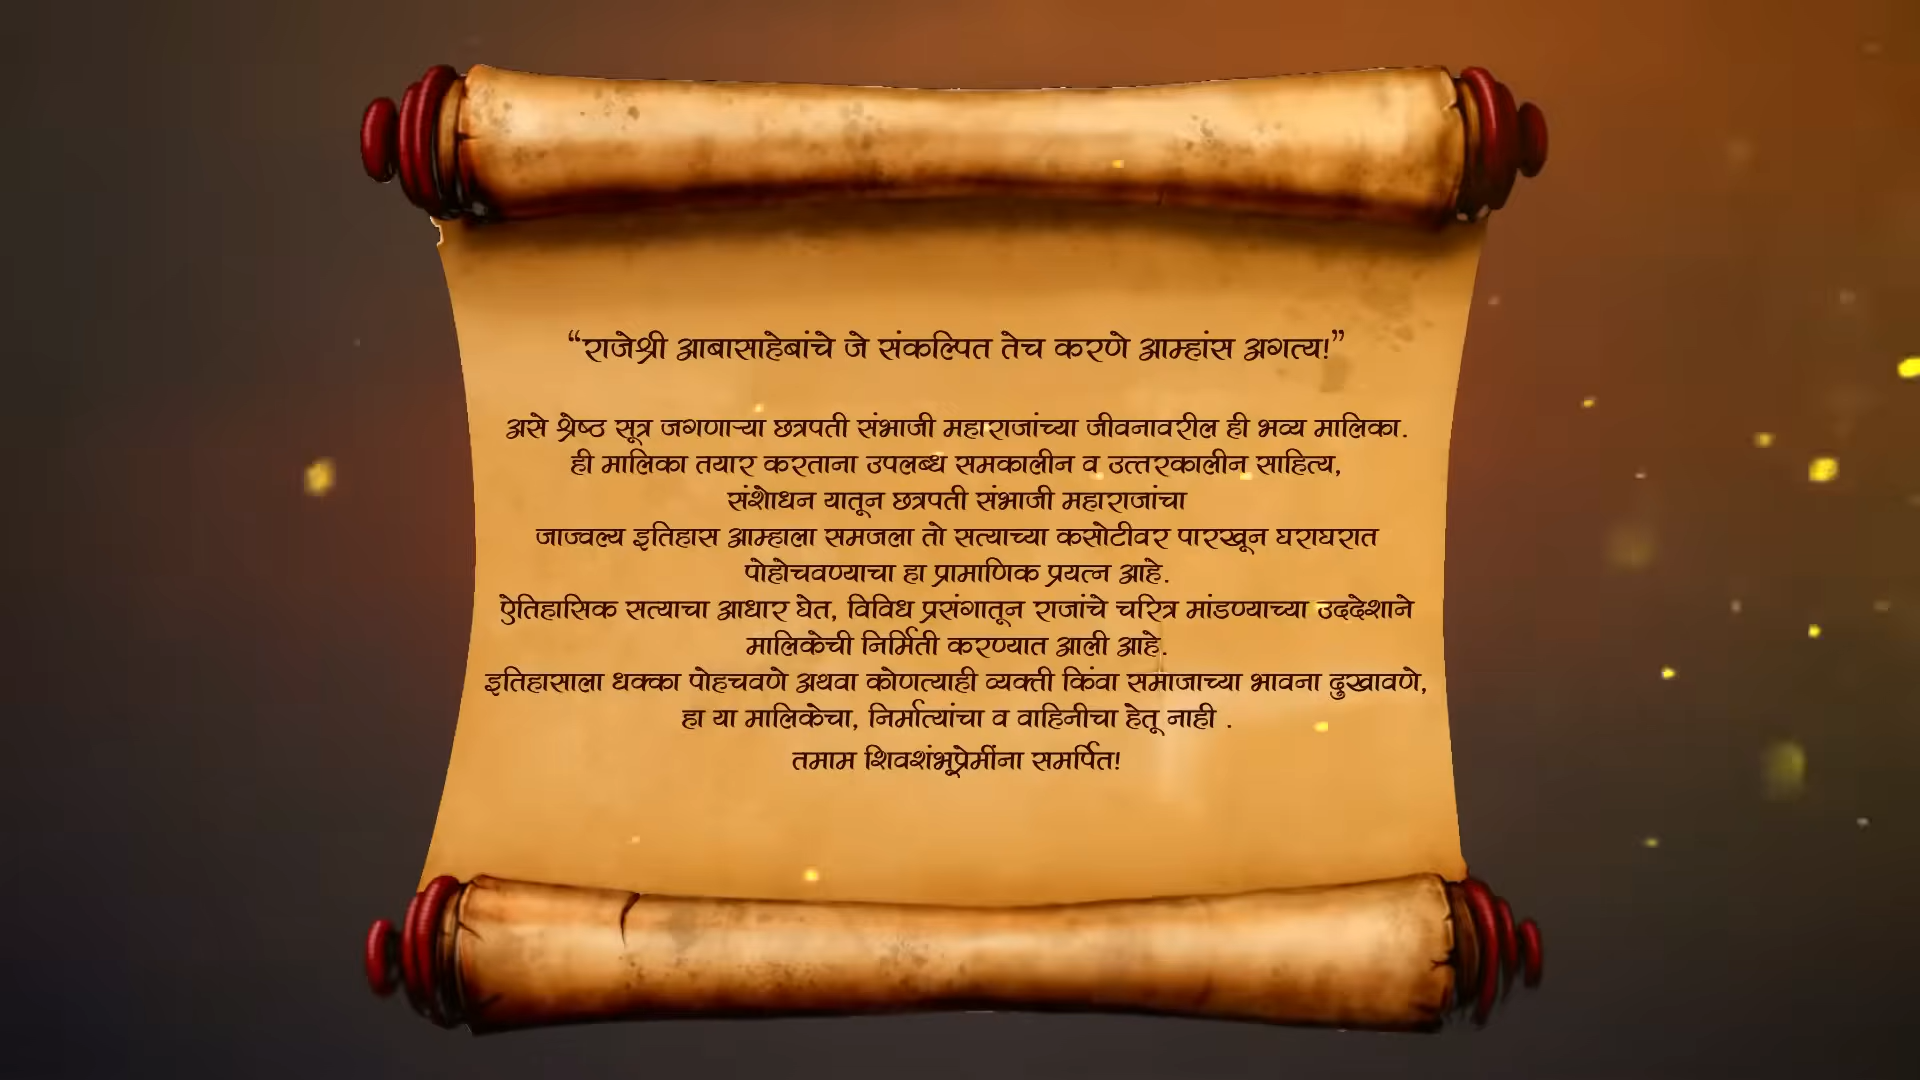 “राजेश्री आबासाहेबांचे जे संकल्पित तेच करणे आम्हांस अगत्य!”
असे श्रेष्ठ सूत्र जगणाऱ्या छत्रपती संभाजी महाराजांच्या जीवनावरील ही भव्य मालिका.
ही मालिका तयार करताना उपलब्ध समकालीन व उत्तरकालीन साहित्य,
संशोधन यातून छत्रपती संभाजी महाराजांचा
जाज्वल्य इतिहास आम्हाला समजला तो सत्याच्या कसोटीवर पारखून घराघरात
पोहोचवण्याचा हा प्रामाणिक प्रयत्न आहे.
ऐतिहासिक सत्याचा आधार घेत, विविध प्रसंगातून राजांचे चरित्र मांडण्याच्या उददेशाने
मालिकेची निर्मिती करण्यात आली आहे.
इतिहासाला धक्का पोहचवणे अथवा कोणत्याही व्यक्ती किंवा समाजाच्या भावना दुखावणे,
हा या मालिकेचा, निर्मात्यांचा व वाहिनीचा हेतू नाही .
तमाम शिवशंभूप्रेमींना समर्पित!